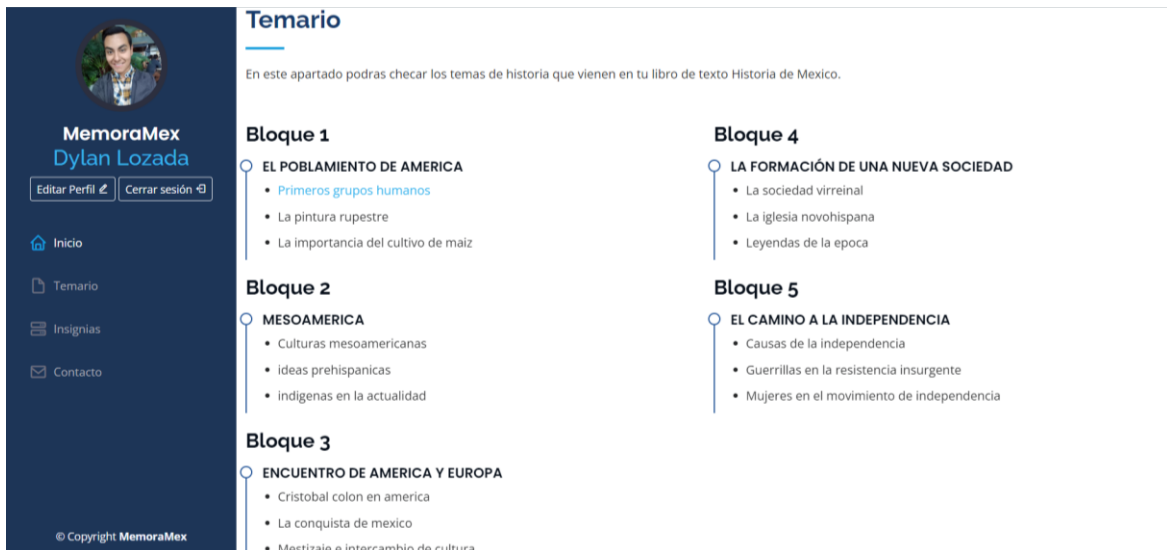 MemoraMex
Dylan Lozada
Editar Perfil
Cerrar sesión
Inicio
Temario
Insignias
Contacto
© Copyright MemoraMex
Temario
En este apartado podras checar los temas de historia que vienen en tu libro de texto Historia de Mexico.
Bloque 1
EL POBLAMIENTO DE AMERICA
Primeros grupos humanos
La pintura rupestre
La importancia del cultivo de maiz
Bloque 2
MESOAMERICA
Culturas mesoamericanas
ideas prehispanicas
indigenas en la actualidad
Bloque 3
ENCUENTRO DE AMERICA Y EUROPA
Cristobal colon en america
La conquista de mexico
Mestizaje e intercambio de cultura
Bloque 4
LA FORMACIÓN DE UNA NUEVA SOCIEDAD
La sociedad virreinal
La iglesia novohispana
Leyendas de la epoca
Bloque 5
EL CAMINO A LA INDEPENDENCIA
Causas de la independencia
Guerrillas en la resistencia insurgente
Mujeres en el movimiento de independencia